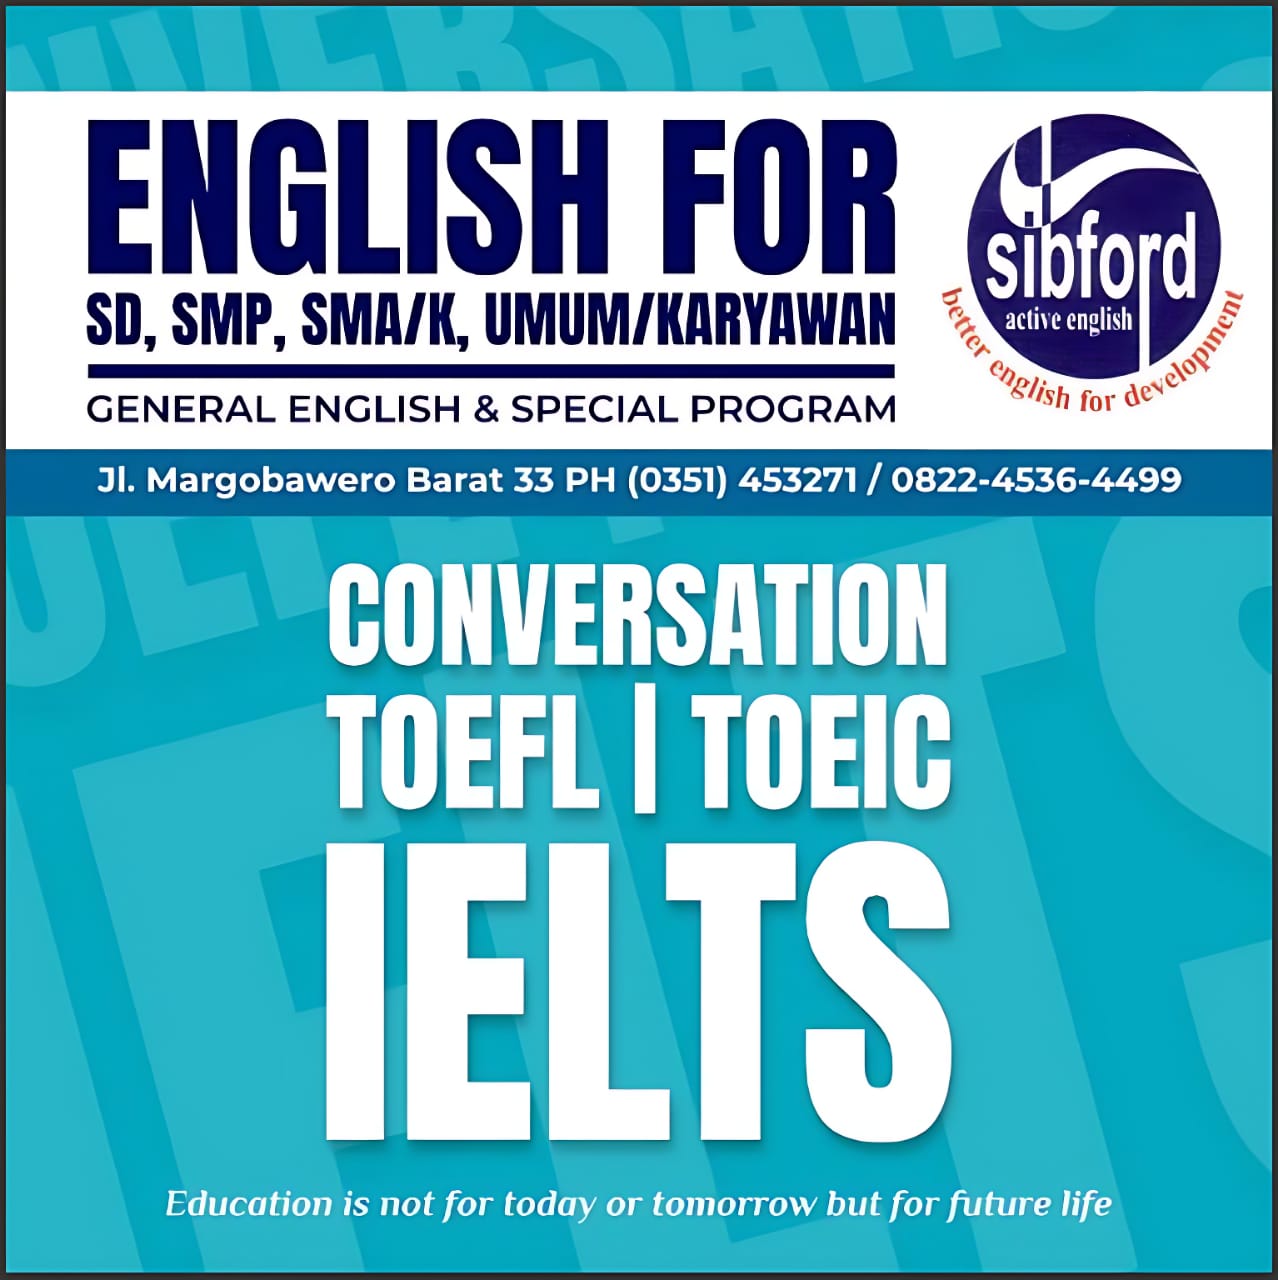 ENGLISH FOR
SD, SMP, SMA/K, UMUM/KARYAWAN
GENERAL ENGLISH & SPECIAL PROGRAM
sibford
active english
better english for development
Jl. Margobawero Barat 33 PH (0351) 453271 / 0822-4536-4499
CONVERSATION
TOEFL | TOEIC
IELTS
Education is not for today or tomorrow but for future life